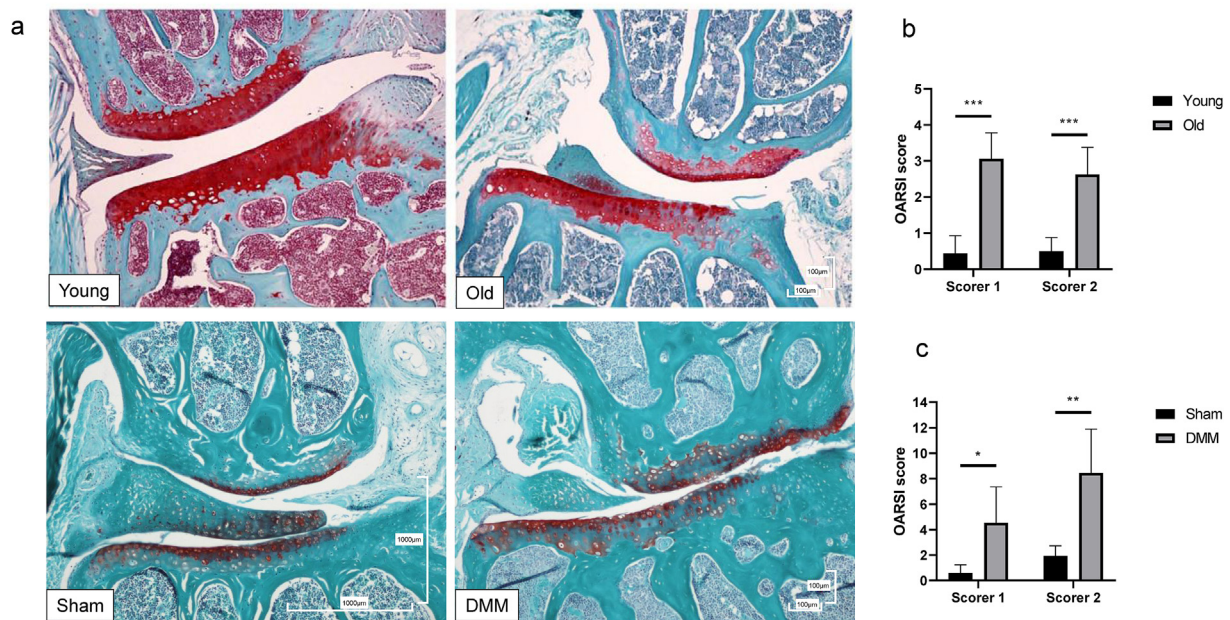 a
Young
Old
100µm
100µm
Sham
1000µm
1000µm
DMM
100µm
100µm
b
OARSI score
5
4
3
2
1
0
***
***
Scorer 1
Scorer 2
Young
Old
c
OARSI score
14
12
10
8
6
4
2
0
*
**
Scorer 1
Scorer 2
Sham
DMM